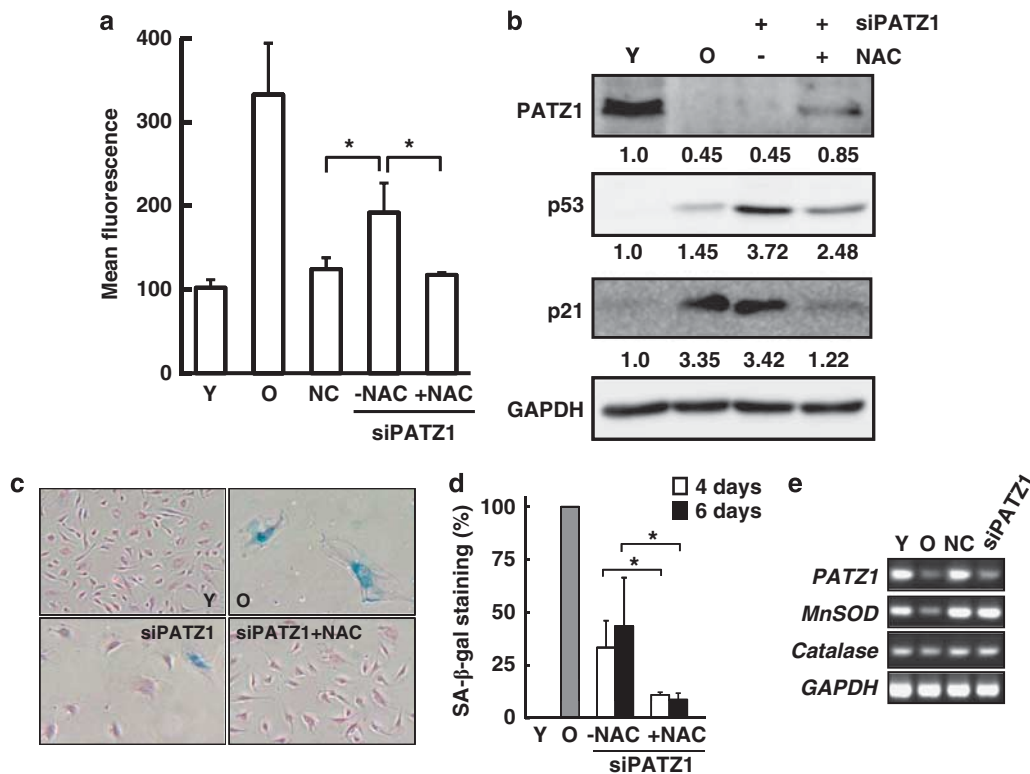 a
400
300
200
100
0
Mean fluorescence
* *
Y O NC -NAC +NAC
siPATZ1
b
+ + siPATZ1
Y O - + NAC
PATZ1
1.0 0.45 0.45 0.85
p53
1.0 1.45 3.72 2.48
p21
1.0 3.35 3.42 1.22
GAPDH
c
Y
O
siPATZ1
siPATZ1+NAC
d
4 days
6 days
100
75
50
25
0
SA-β-gal staining (%)
* *
Y O -NAC +NAC
siPATZ1
e
Y O NC siPATZ1
PATZ1
MnSOD
Catalase
GAPDH